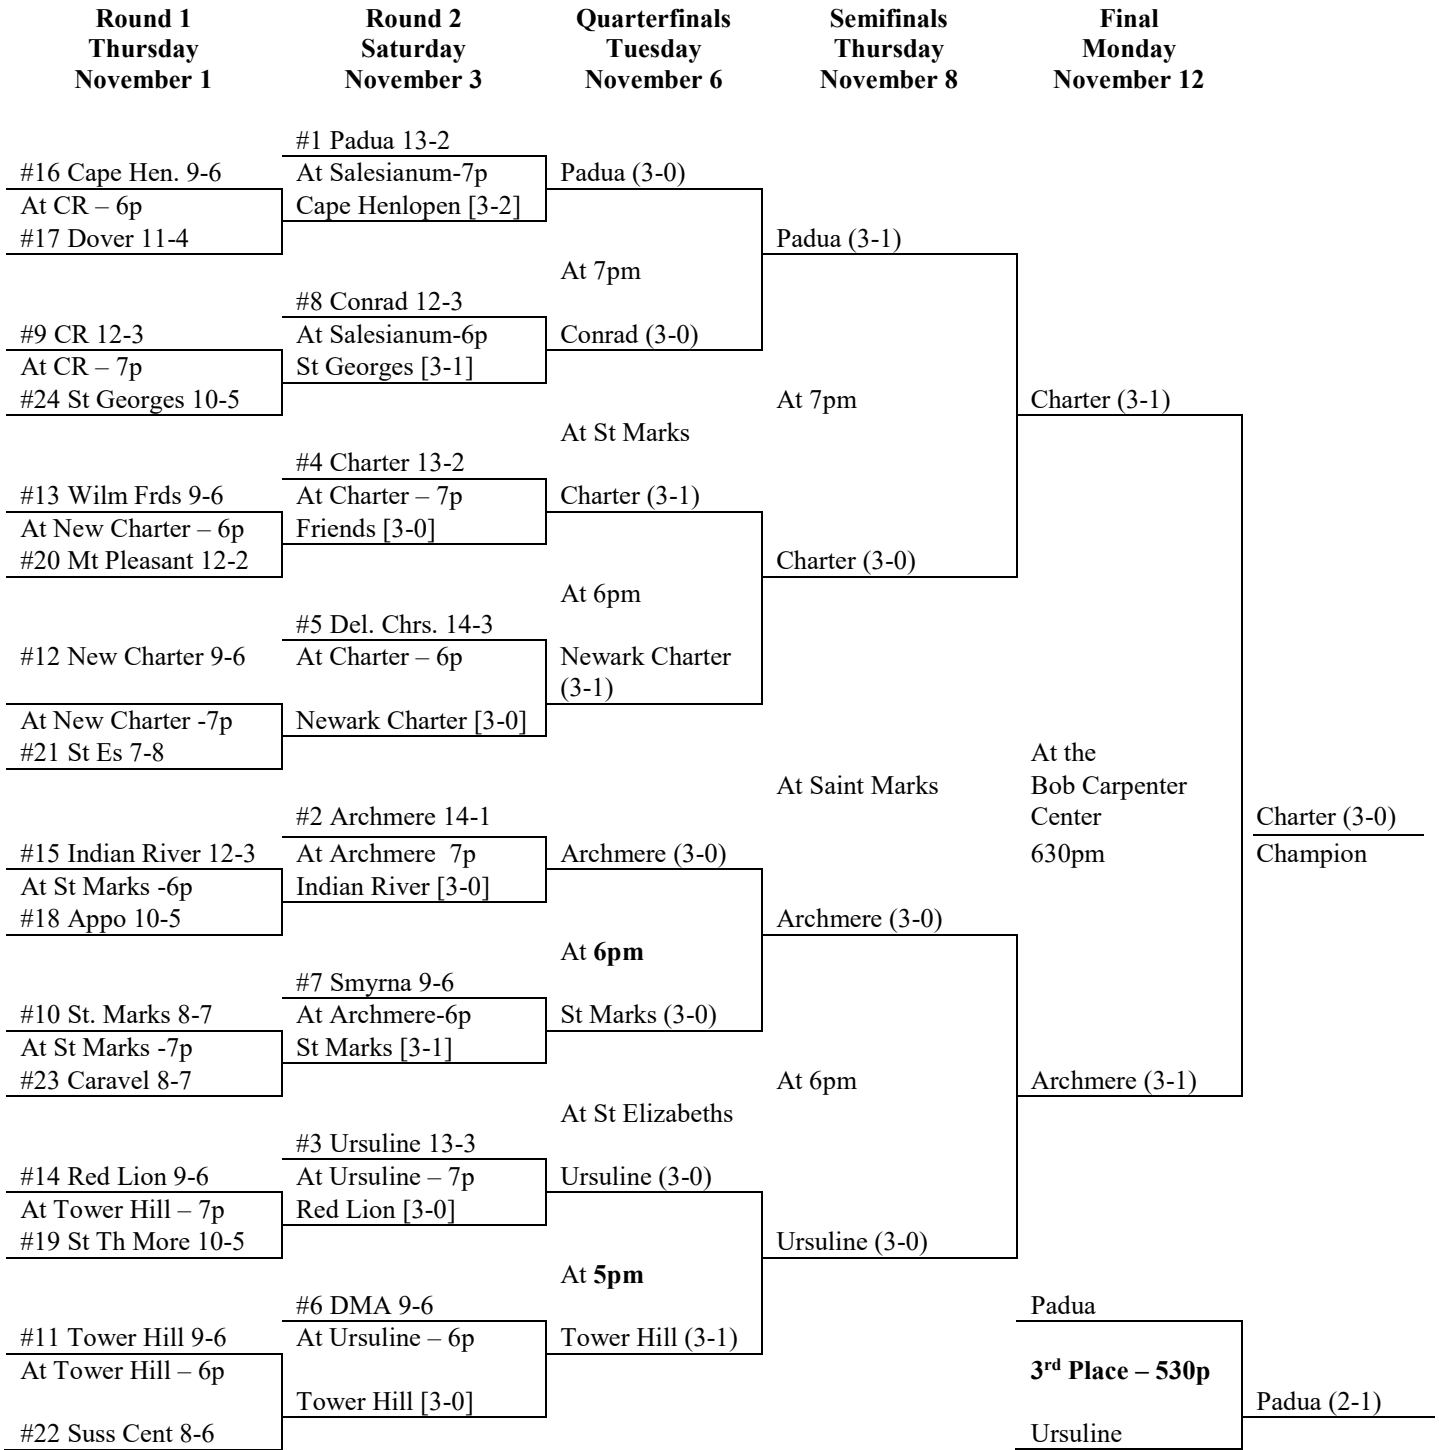 Round 1
Thursday
November 1
Round 2
Saturday
November 3
Quarterfinals
Tuesday
November 6
Semifinals
Thursday
November 8
Final
Monday
November 12
#16 Cape Hen. 9-6
At CR – 6p
#17 Dover 11-4
#9 CR 12-3
At CR – 7p
#24 St Georges 10-5
#13 Wilm Frds 9-6
At New Charter – 6p
#20 Mt Pleasant 12-2
#12 New Charter 9-6
At New Charter -7p
#21 St Es 7-8
#15 Indian River 12-3
At St Marks -6p
#18 Appo 10-5
#10 St. Marks 8-7
At St Marks -7p
#23 Caravel 8-7
#14 Red Lion 9-6
At Tower Hill – 7p
#19 St Th More 10-5
#11 Tower Hill 9-6
At Tower Hill – 6p
#22 Suss Cent 8-6
#1 Padua 13-2
At Salesianum-7p
Cape Henlopen [3-2]
#8 Conrad 12-3
At Salesianum-6p
St Georges [3-1]
#4 Charter 13-2
At Charter – 7p
Friends [3-0]
#5 Del. Chrs. 14-3
At Charter – 6p
Newark Charter [3-0]
#2 Archmere 14-1
At Archmere 7p
Indian River [3-0]
#7 Smyrna 9-6
At Archmere-6p
St Marks [3-1]
#3 Ursuline 13-3
At Ursuline – 7p
Red Lion [3-0]
#6 DMA 9-6
At Ursuline – 6p
Tower Hill [3-0]
Padua (3-0)
At 7pm
Conrad (3-0)
At St Marks
Charter (3-1)
At 6pm
Newark Charter
(3-1)
Archmere (3-0)
At 6pm
St Marks (3-0)
At St Elizabeths
Ursuline (3-0)
At 5pm
Tower Hill (3-1)
Padua (3-1)
At 7pm
Charter (3-0)
At Saint Marks
Archmere (3-0)
At 6pm
Ursuline (3-0)
Charter (3-1)
At the
Bob Carpenter
Center
630pm
Archmere (3-1)
Padua
3rd Place – 530p
Ursuline
Charter (3-0)
Champion
Padua (2-1)